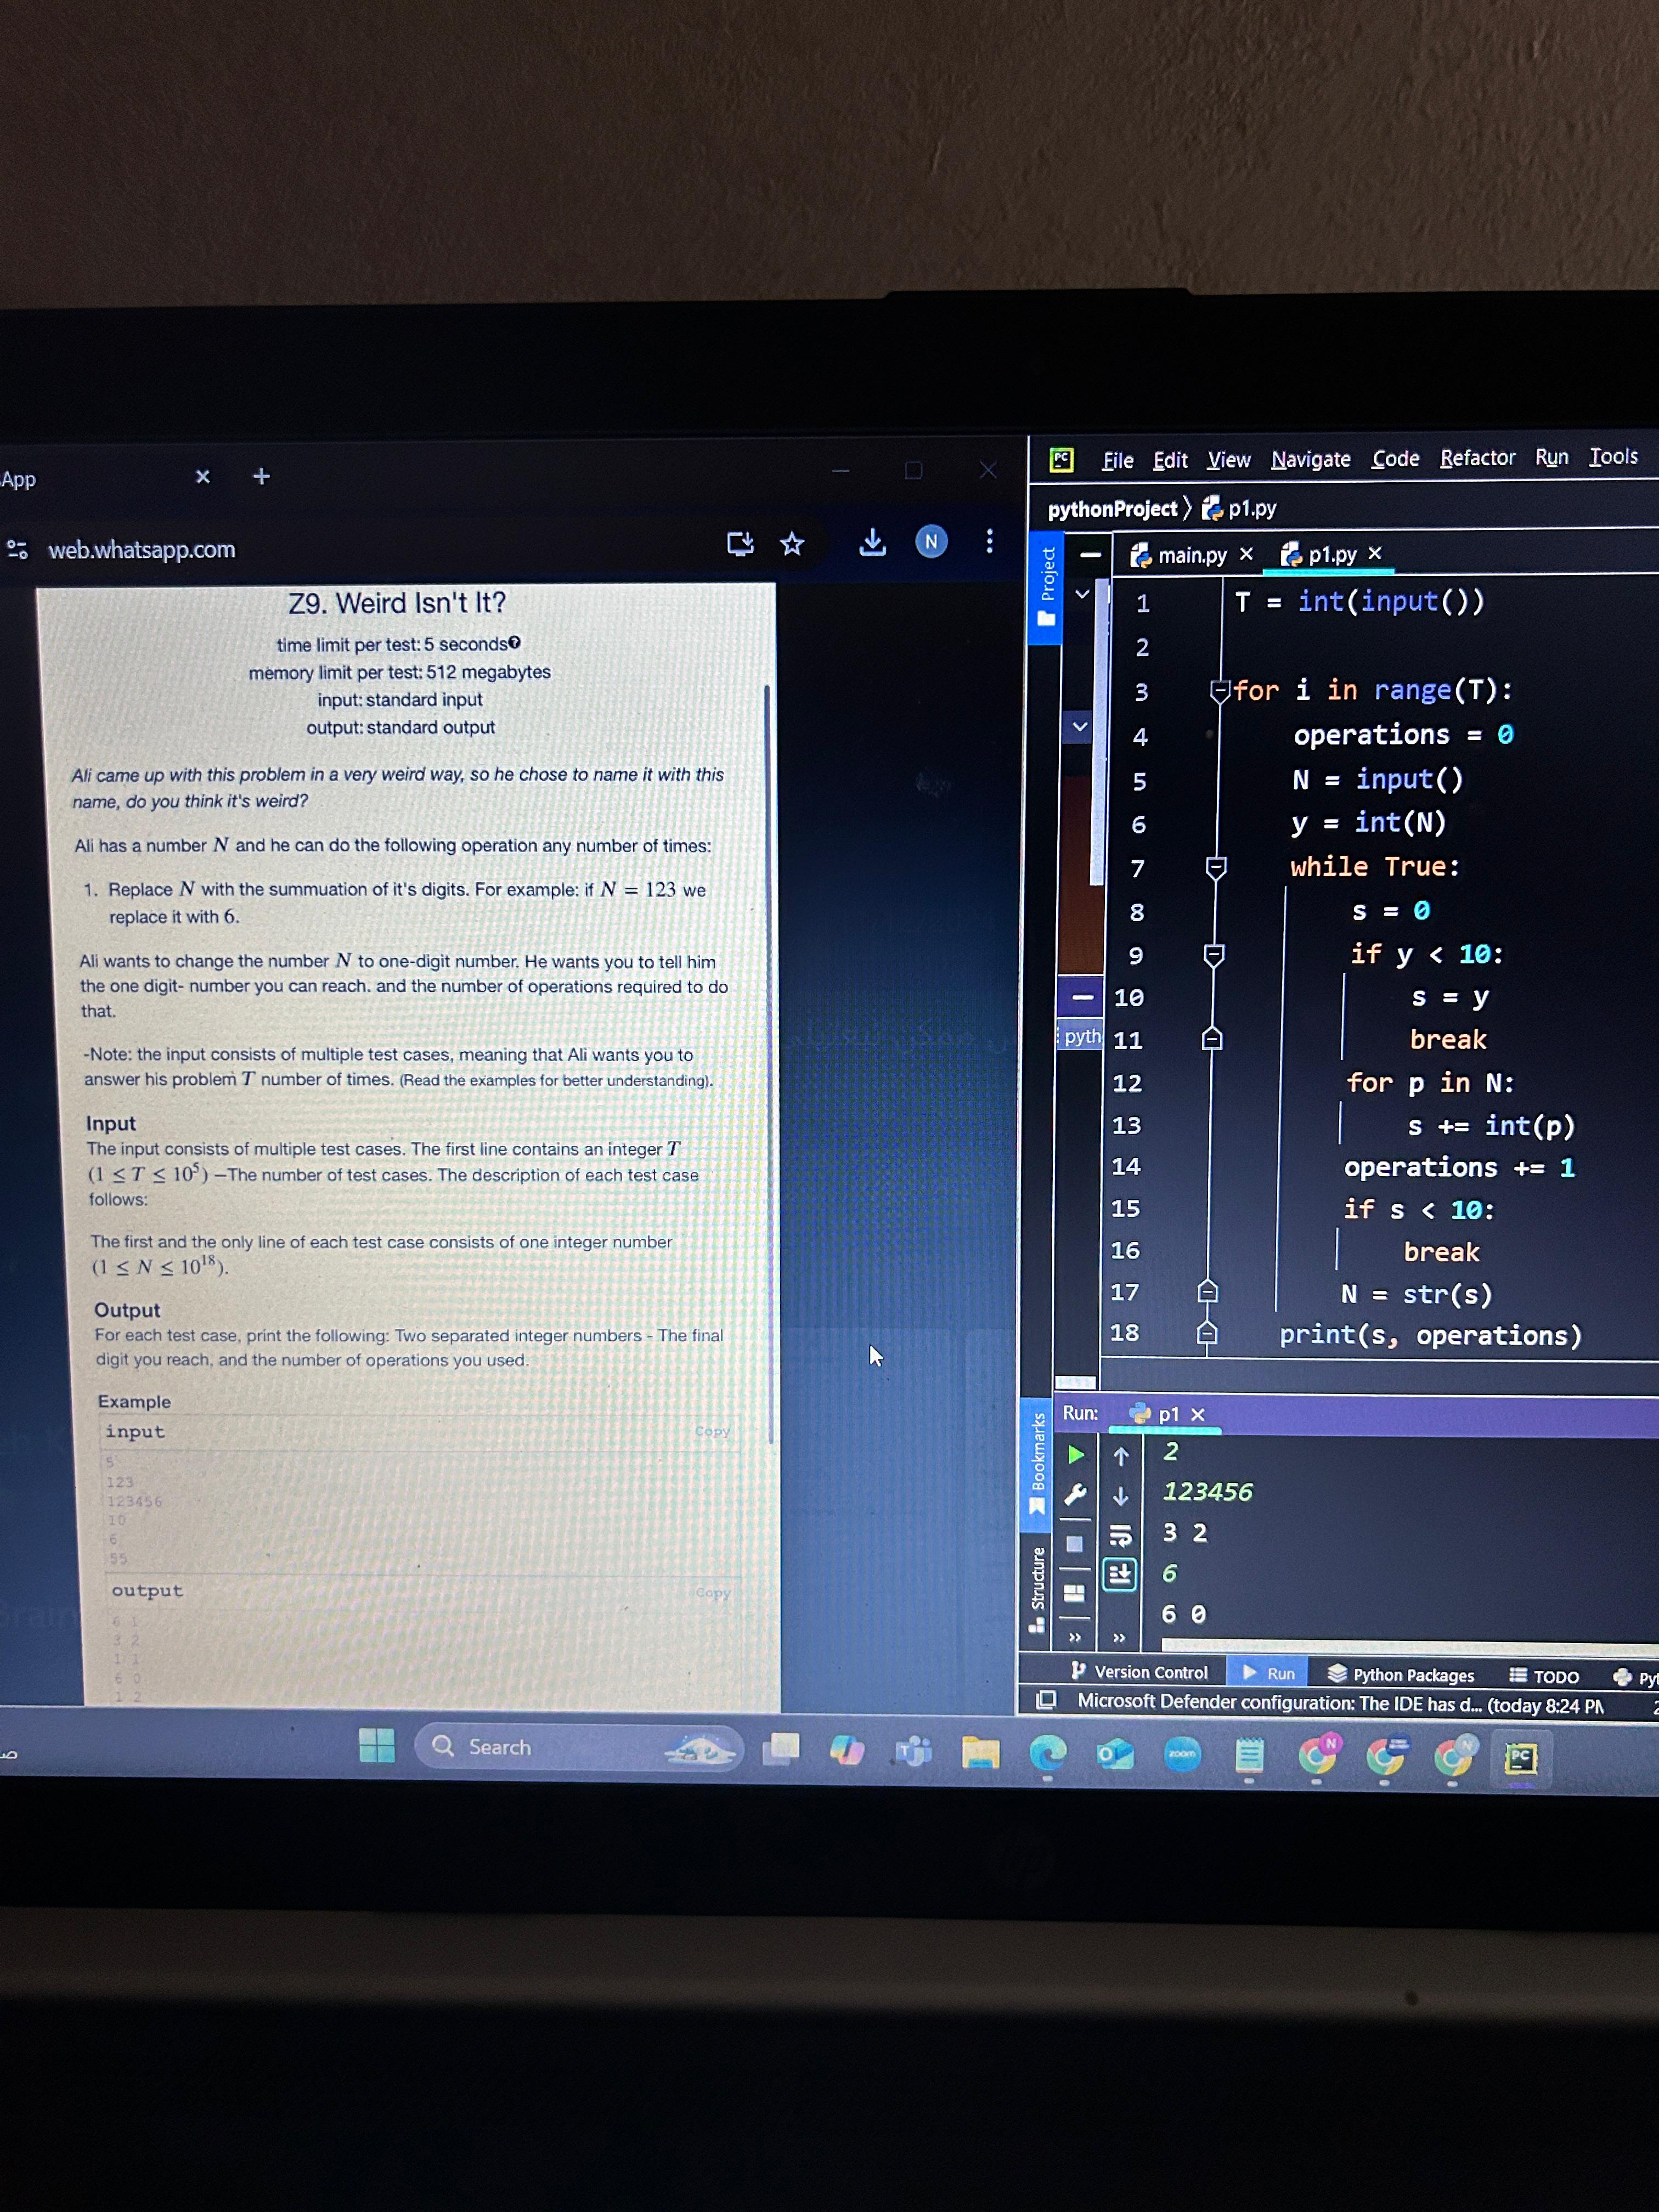 App
web.whatsapp.com
N
Z9. Weird Isn't It?
time limit per test: 5 seconds
memory limit per test: 512 megabytes
input: standard input
output: standard output
Ali came up with this problem in a very weird way, so he chose to name it with this
name, do you think it's weird?
Ali has a number N and he can do the following operation any number of times:
1. Replace N with the summuation of it's digits. For example: if N = 123 we
replace it with 6.
Ali wants to change the number N to one-digit number. He wants you to tell him
the one digit- number you can reach. and the number of operations required to do
that.
-Note: the input consists of multiple test cases, meaning that Ali wants you to
answer his problem T number of times. (Read the examples for better understanding).
Input
The input consists of multiple test cases. The first line contains an integer T
(1 ≤ T ≤ 10⁵) –The number of test cases. The description of each test case
follows:
The first and the only line of each test case consists of one integer number
(1 ≤ N ≤ 10¹⁸).
Output
For each test case, print the following: Two separated integer numbers - The final
digit you reach, and the number of operations you used.
Example
input
Copy
5
123
123456
10
6
55
output
Copy
6 1
3 2
1 1
6 0
1 2
PC
File Edit View Navigate Code Refactor Run Tools
pythonProject p1.py
Project
main.py p1.py
1 T = int(input())
2
3 for i in range(T):
4 operations = 0
5 N = input()
6 y = int(N)
7 while True:
8 s = 0
9 if y < 10:
10 s = y
11 break
12 for p in N:
13 s += int(p)
14 operations += 1
15 if s < 10:
16 break
17 N = str(s)
18 print(s, operations)
pyth
Bookmarks
Structure
Run: p1
2
123456
3 2
6
6 0
Version Control Run Python Packages TODO
Microsoft Defender configuration: The IDE has d... (today 8:24 PM
Search
zoom
PC